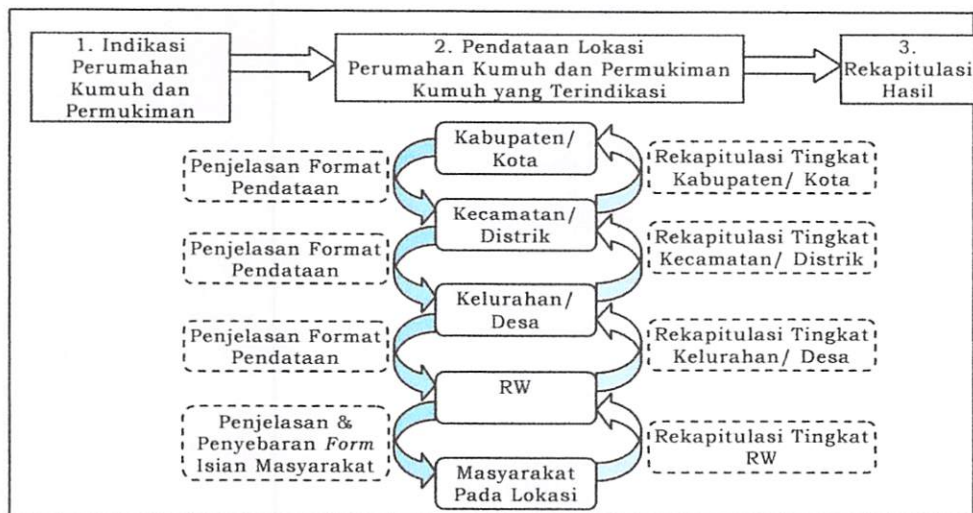 1. Indikasi
Perumahan
Kumuh dan
Permukiman
2. Pendataan Lokasi
Perumahan Kumuh dan Permukiman
Kumuh yang Terindikasi
3.
Rekapitulasi
Hasil
Penjelasan Format
Pendataan
Kabupaten/
Kota
Rekapitulasi Tingkat
Kabupaten/ Kota
Penjelasan Format
Pendataan
Kecamatan/
Distrik
Rekapitulasi Tingkat
Kecamatan/ Distrik
Penjelasan Format
Pendataan
Kelurahan/
Desa
Rekapitulasi Tingkat
Kelurahan/ Desa
Penjelasan &
Penyebaran Form
Isian Masyarakat
RW
Rekapitulasi Tingkat
RW
Masyarakat
Pada Lokasi